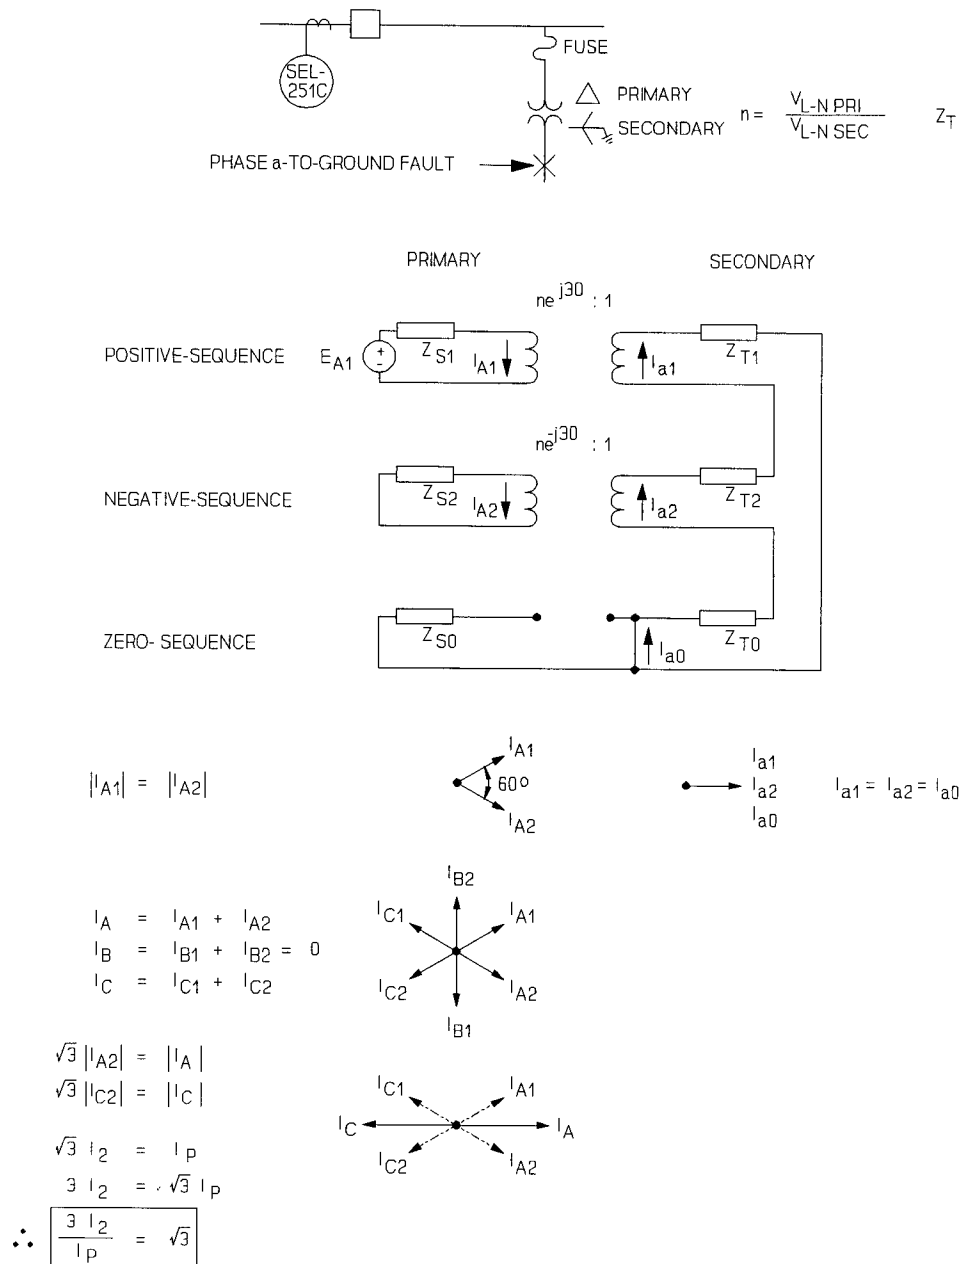 FUSE
SEL-
251C
PRIMARY
SECONDARY
n = V_L-N PRI / V_L-N SEC
Z_T
PHASE a-TO-GROUND FAULT
PRIMARY
SECONDARY
ne^j30 : 1
POSITIVE-SEQUENCE
E_A1
+
-
Z_S1
I_A1
I_a1
Z_T1
ne^-j30 : 1
NEGATIVE-SEQUENCE
Z_S2
I_A2
I_a2
Z_T2
ZERO- SEQUENCE
Z_S0
I_a0
Z_T0
|I_A1| = |I_A2|
I_A1
60°
I_A2
I_a1
I_a2
I_a0
I_a1 = I_a2 = I_a0
I_A = I_A1 + I_A2
I_B = I_B1 + I_B2 = 0
I_C = I_C1 + I_C2
I_B2
I_C1
I_A1
I_C2
I_A2
I_B1
√3 |I_A2| = |I_A|
√3 |I_C2| = |I_C|
I_C1
I_A1
I_C
I_A
I_C2
I_A2
√3 I_2 = I_P
3 I_2 = √3 I_P
∴ 3 I_2 / I_P = √3